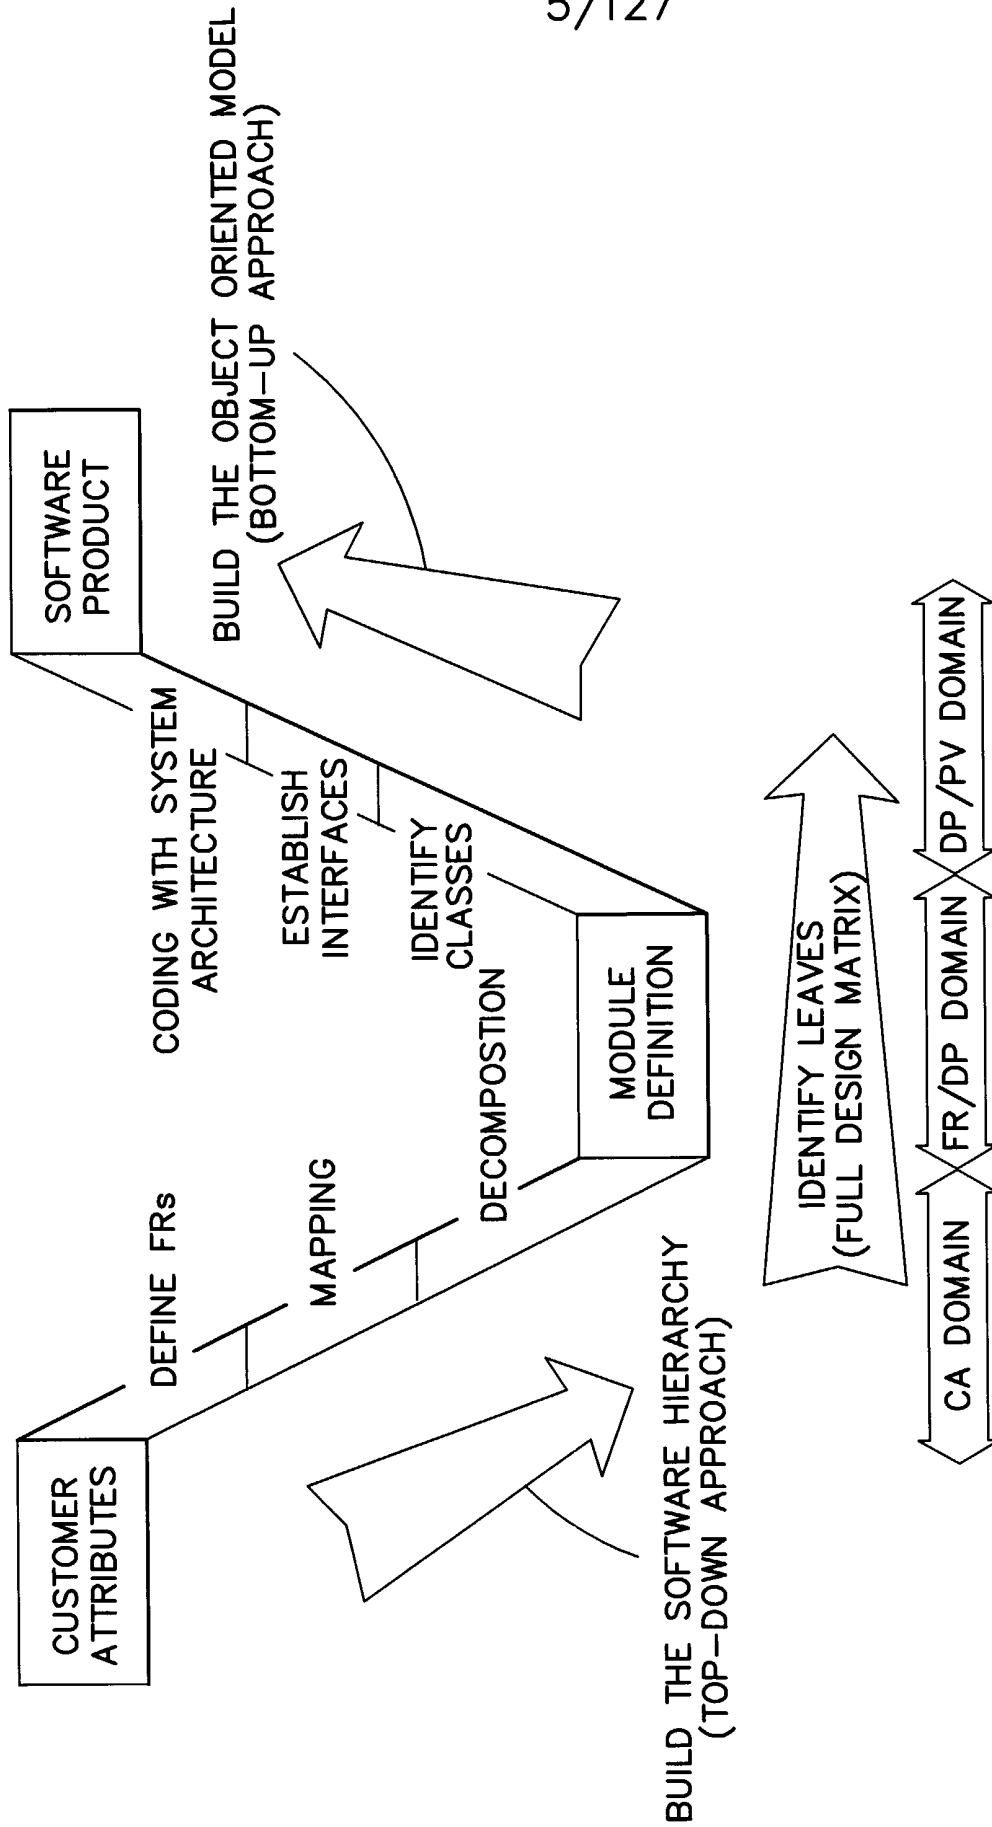 5/127
CUSTOMER
ATTRIBUTES
DEFINE FRs
MAPPING
DECOMPOSTION
MODULE
DEFINITION
IDENTIFY
CLASSES
ESTABLISH
INTERFACES
CODING WITH SYSTEM
ARCHITECTURE
SOFTWARE
PRODUCT
BUILD THE SOFTWARE HIERARCHY
(TOP-DOWN APPROACH)
BUILD THE OBJECT ORIENTED MODEL
(BOTTOM-UP APPROACH)
IDENTIFY LEAVES
(FULL DESIGN MATRIX)
CA DOMAIN
FR/DP DOMAIN
DP/PV DOMAIN